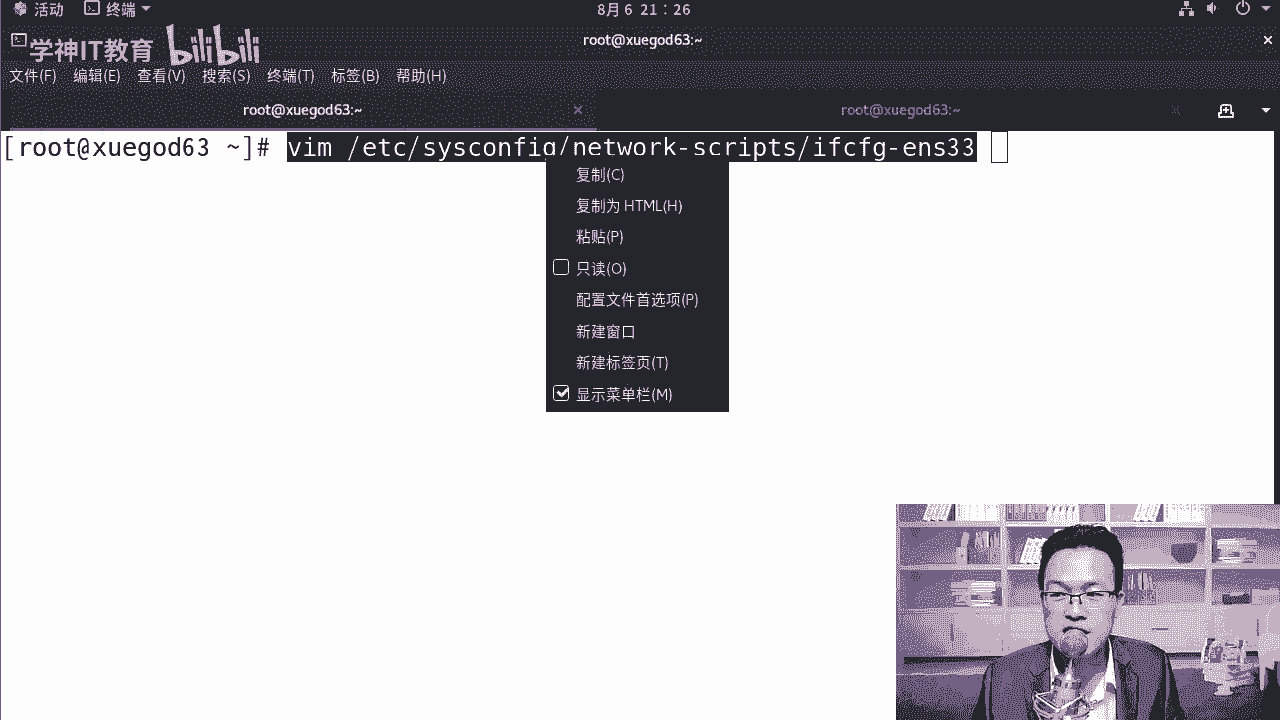 活动 终端 8月 6 21：26
学神IT教育 bilibili root@xuegod63:~
文件(F) 编辑(E) 查看(V) 搜索(S) 终端(T) 标签(B) 帮助(H)
root@xuegod63:~ root@xuegod63:~
[root@xuegod63 ~]# vim /etc/sysconfig/network-scripts/ifcfg-ens33
复制(C)
复制为 HTML(H)
粘贴(P)
只读(O)
配置文件首选项(P)
新建窗口
新建标签页(T)
显示菜单栏(M)